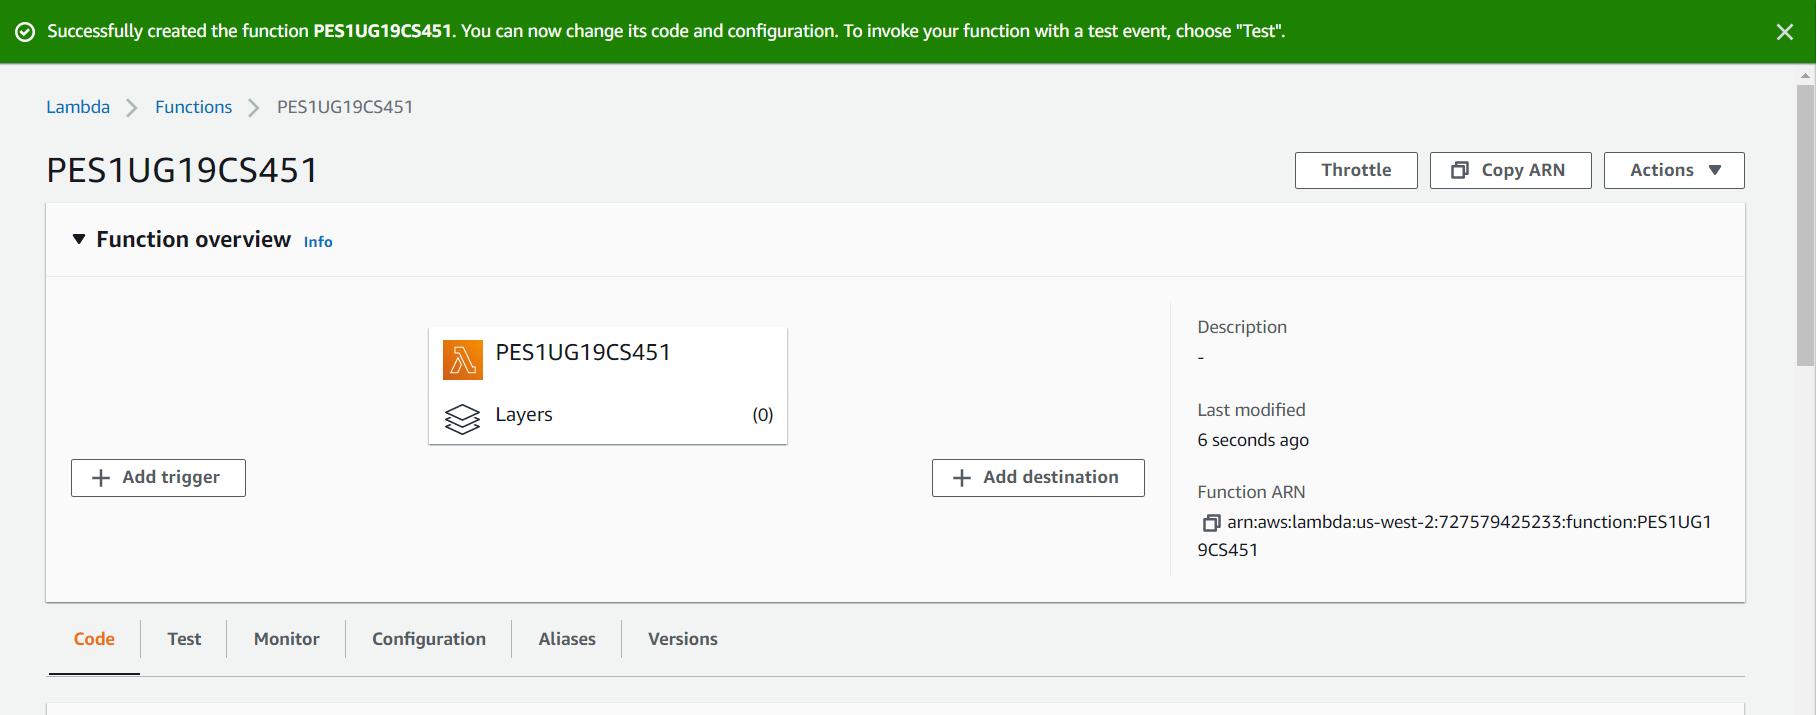 Successfully created the function PES1UG19CS451. You can now change its code and configuration. To invoke your function with a test event, choose "Test".
Lambda Functions PES1UG19CS451
PES1UG19CS451
Throttle Copy ARN Actions
Function overview Info
PES1UG19CS451
Layers (0)
Add trigger
Add destination
Description
-
Last modified
6 seconds ago
Function ARN
arn:aws:lambda:us-west-2:727579425233:function:PES1UG1
9CS451
Code Test Monitor Configuration Aliases Versions